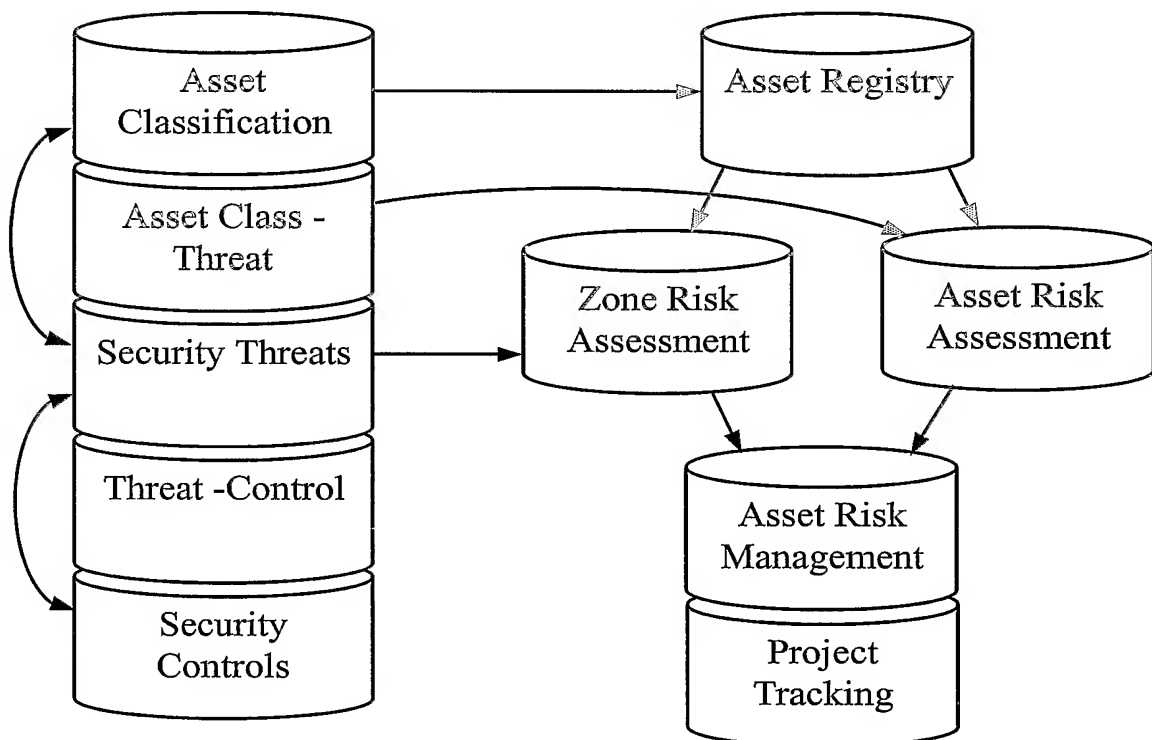 Asset
Classification
Asset Class -
Threat
Security Threats
Threat -Control
Security
Controls
Asset Registry
Zone Risk
Assessment
Asset Risk
Assessment
Asset Risk
Management
Project
Tracking